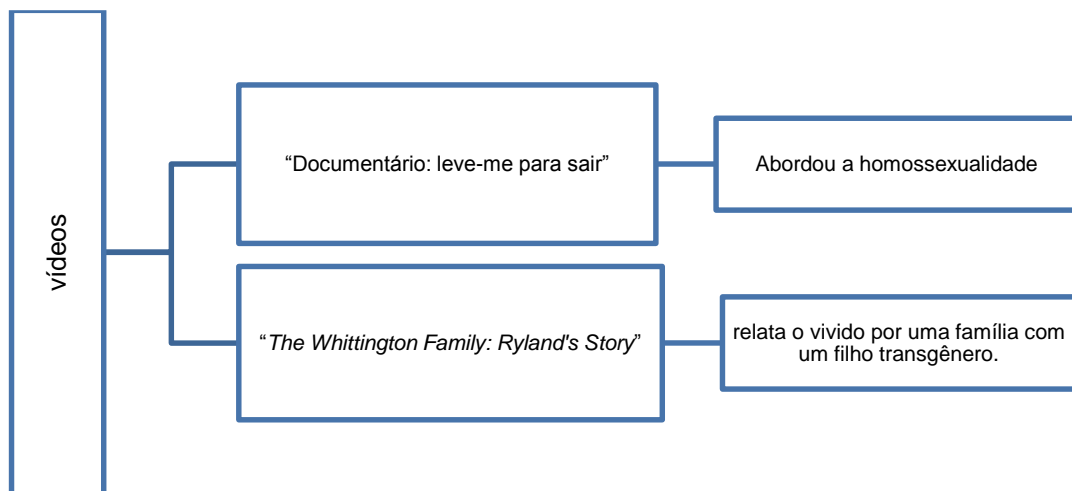 vídeos
“Documentário: leve-me para sair”
Abordou a homossexualidade
“The Whittington Family: Ryland's Story”
relata o vivido por uma família com
um filho transgênero.